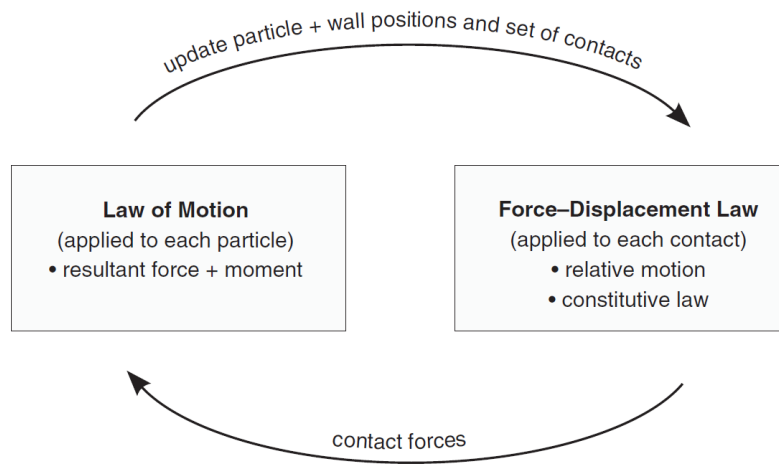 update particle + wall positions and set of contacts
Law of Motion
(applied to each particle)
• resultant force + moment
Force–Displacement Law
(applied to each contact)
• relative motion
• constitutive law
contact forces